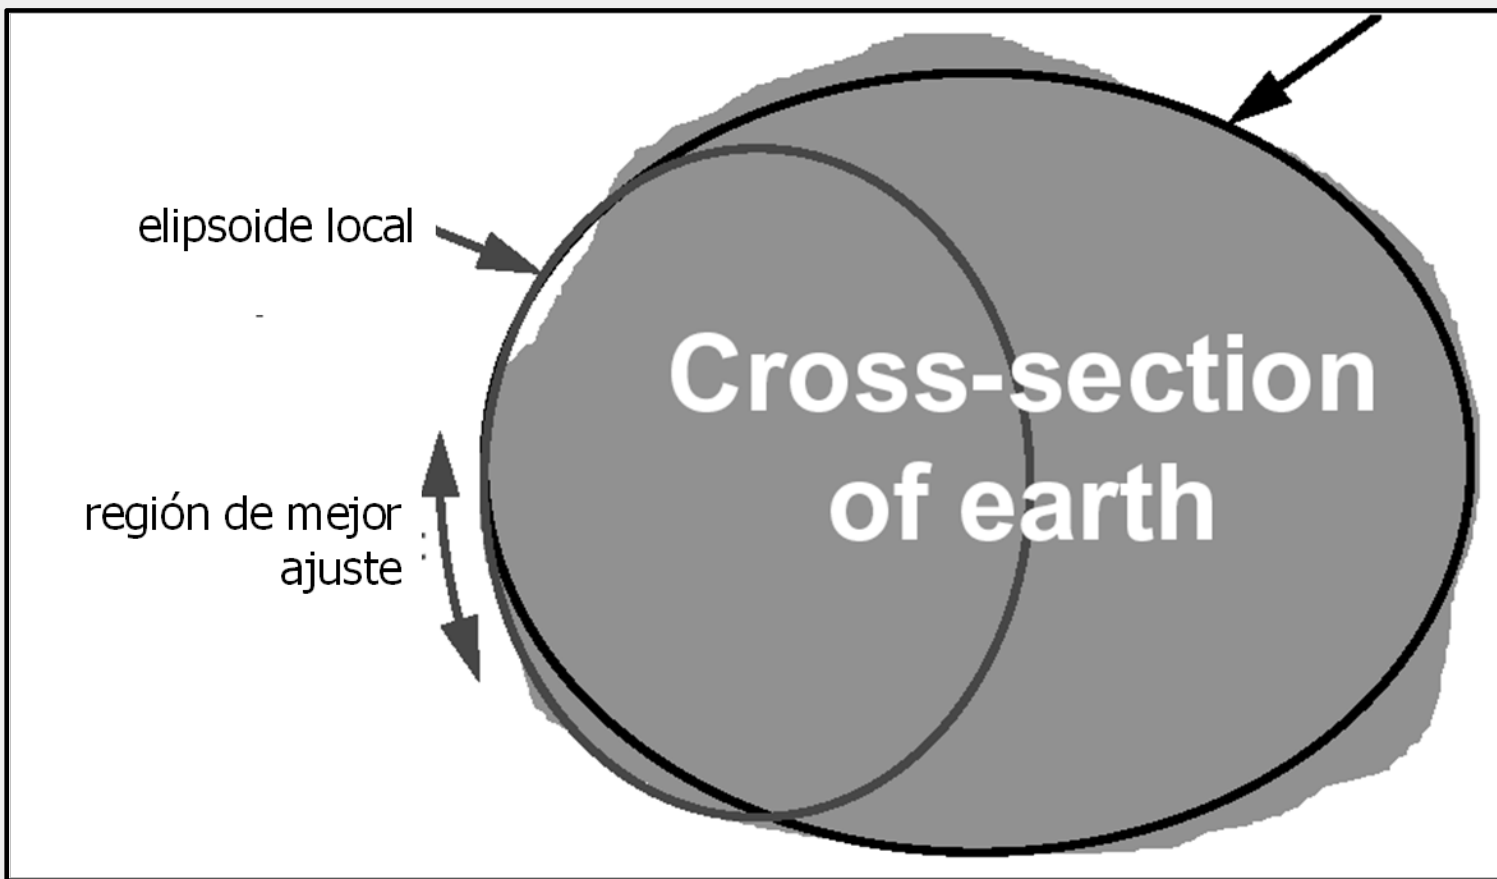 elipsoide local
Cross-section
of earth
región de mejor
ajuste